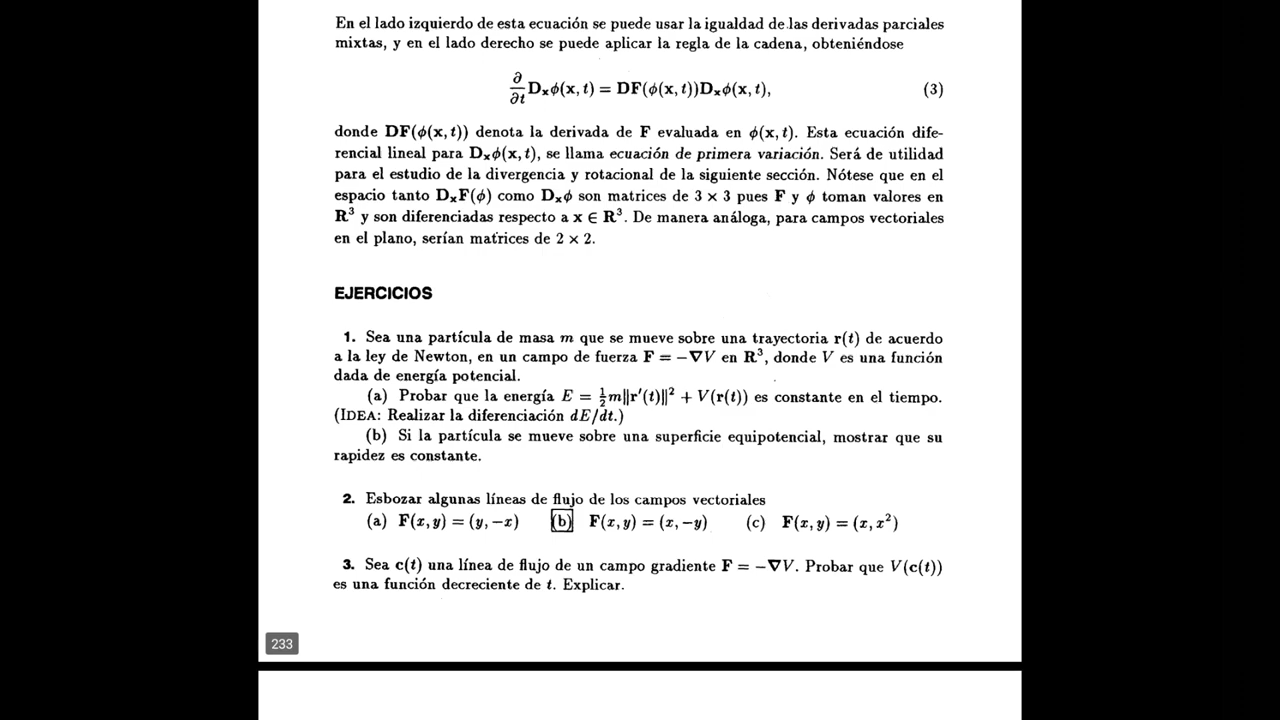 En el lado izquierdo de esta ecuación se puede usar la igualdad de las derivadas parciales
mixtas, y en el lado derecho se puede aplicar la regla de la cadena, obteniéndose
∂/∂t Dₓϕ(x, t) = DF(ϕ(x, t))Dₓϕ(x, t), (3)
donde DF(ϕ(x, t)) denota la derivada de F evaluada en ϕ(x, t). Esta ecuación dife-
rencial lineal para Dₓϕ(x, t), se llama ecuación de primera variación. Será de utilidad
para el estudio de la divergencia y rotacional de la siguiente sección. Nótese que en el
espacio tanto DₓF(ϕ) como Dₓϕ son matrices de 3 × 3 pues F y ϕ toman valores en
R³ y son diferenciadas respecto a x ∈ R³. De manera análoga, para campos vectoriales
en el plano, serían matrices de 2 × 2.
EJERCICIOS
1. Sea una partícula de masa m que se mueve sobre una trayectoria r(t) de acuerdo
a la ley de Newton, en un campo de fuerza F = −∇V en R³, donde V es una función
dada de energía potencial.
(a) Probar que la energía E = ½m||r′(t)||² + V(r(t)) es constante en el tiempo.
(IDEA: Realizar la diferenciación dE/dt.)
(b) Si la partícula se mueve sobre una superficie equipotencial, mostrar que su
rapidez es constante.
2. Esbozar algunas líneas de flujo de los campos vectoriales
(a) F(x, y) = (y, −x) (b) F(x, y) = (x, −y) (c) F(x, y) = (x, x²)
3. Sea c(t) una línea de flujo de un campo gradiente F = −∇V. Probar que V(c(t))
es una función decreciente de t. Explicar.
233